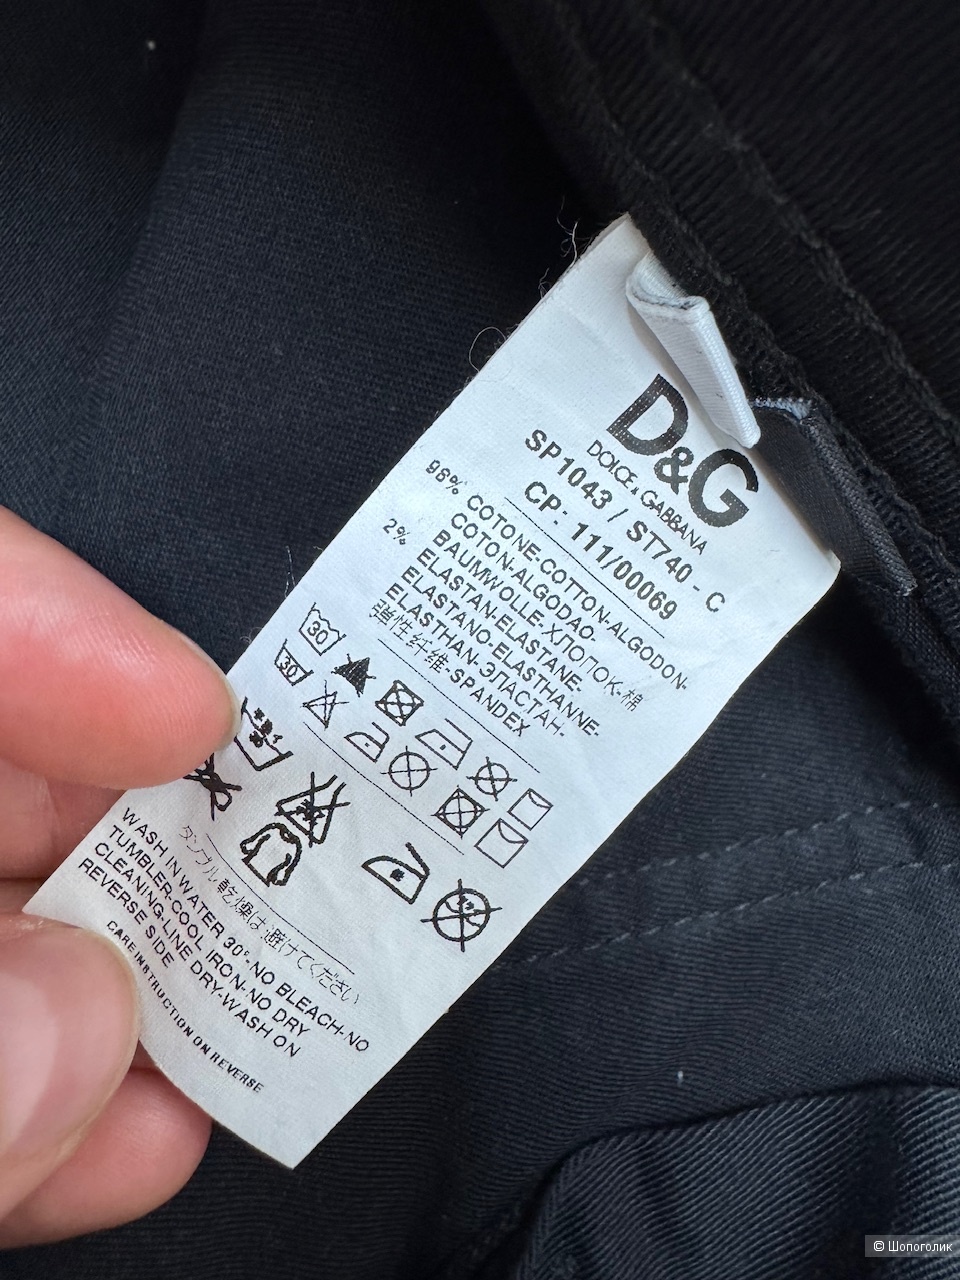 D&G
DOLCE & GABBANA
SP1043 / ST740 - C
CP: 111/00069
98% COTONE-COTTON-ALGODON-
COTON-ALGODAO-
BAUMWOLLE-ХЛОПОК-棉
2% ELASTAN-ELASTANE-
ELASTANO-ELASTHANNE-
ELASTHAN-ЭЛАСТАН-
弹性纤维-SPANDEX
30
30
タンブル乾燥は避けてください
WASH IN WATER 30°-NO BLEACH-NO
TUMBLER-COOL IRON-NO DRY
CLEANING-LINE DRY-WASH ON
REVERSE SIDE
CARE INSTRUCTION ON REVERSE
© Шопоголик